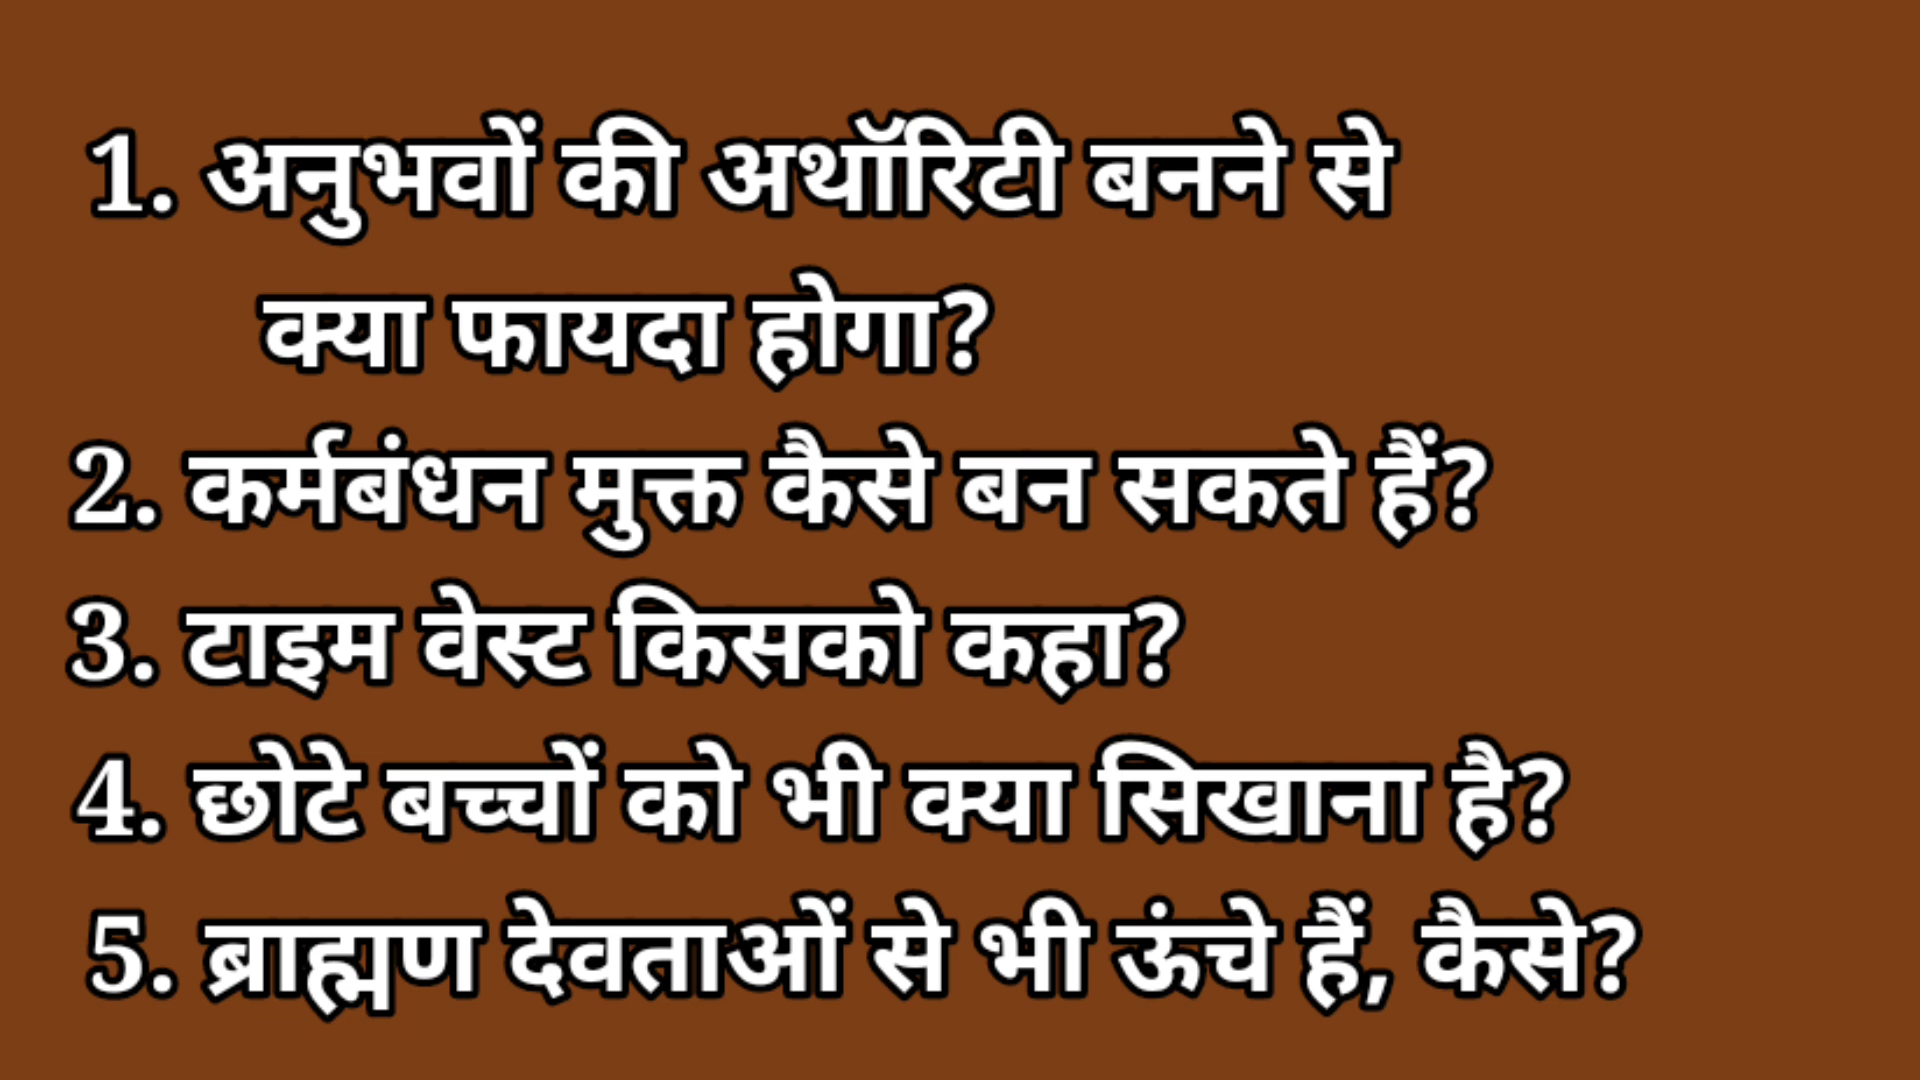 1. अनुभवों की अथॉरिटी बनने से
क्या फायदा होगा?
2. कर्मबंधन मुक्त कैसे बन सकते हैं?
3. टाइम वेस्ट किसको कहा?
4. छोटे बच्चों को भी क्या सिखाना है?
5. ब्राह्मण देवताओं से भी ऊंचे हैं, कैसे?